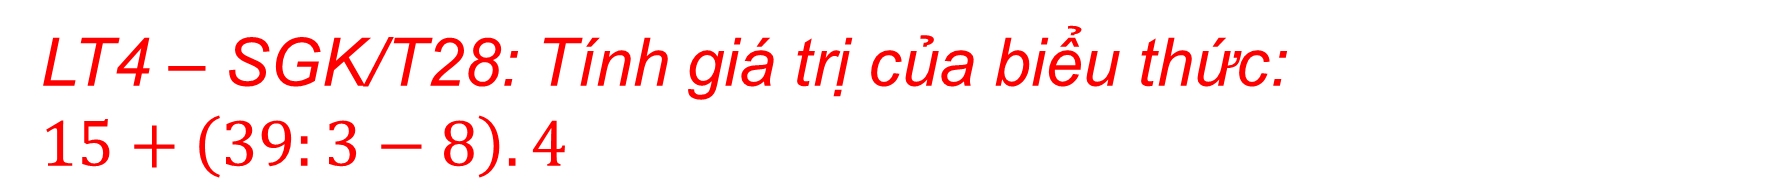 LT4 – SGK/T28: Tính giá trị của biểu thức:
15 + (39: 3 − 8). 4